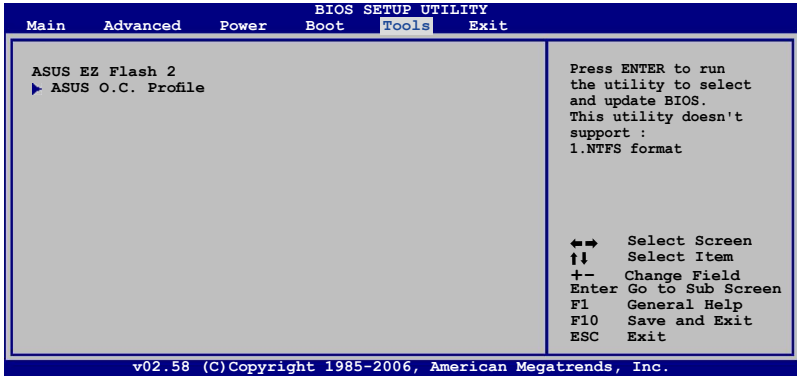 BIOS SETUP UTILITY
Main Advanced Power Boot Tools Exit
ASUS EZ Flash 2
ASUS O.C. Profile
Press ENTER to run
the utility to select
and update BIOS.
This utility doesn't
support :
1.NTFS format
←→ Select Screen
↑↓ Select Item
+- Change Field
Enter Go to Sub Screen
F1 General Help
F10 Save and Exit
ESC Exit
v02.58 (C)Copyright 1985-2006, American Megatrends, Inc.